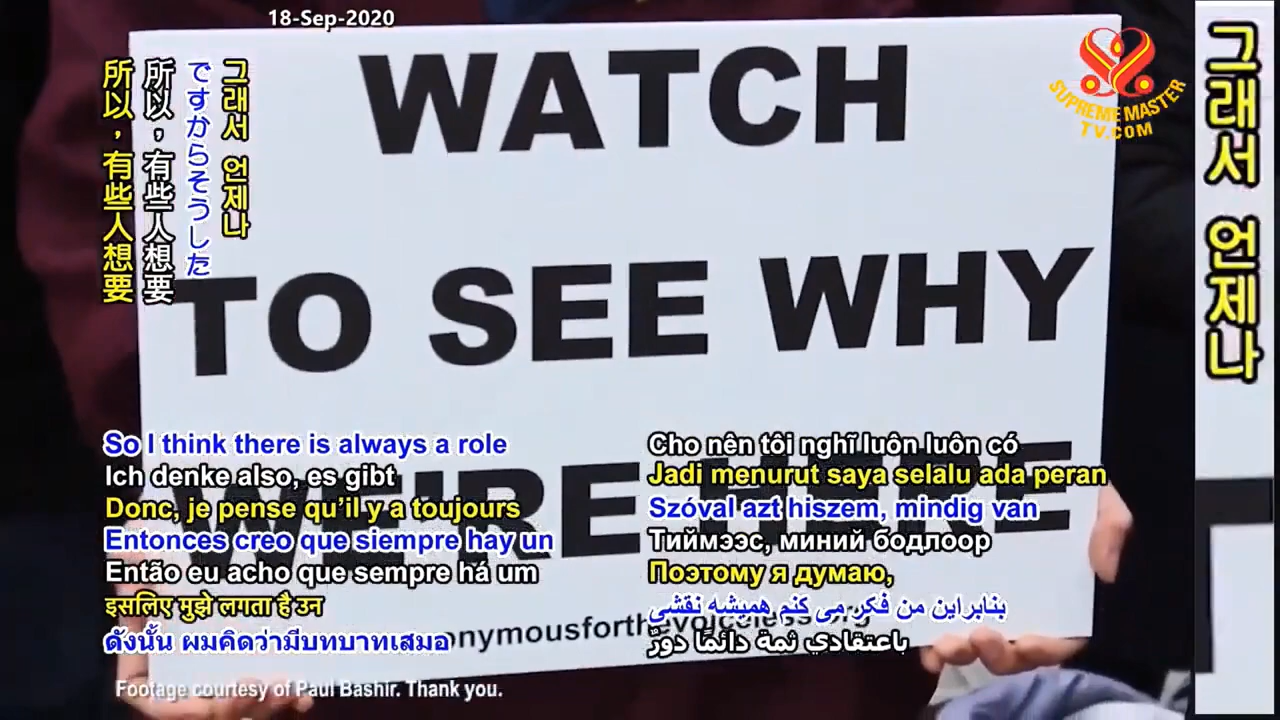 18-Sep-2020
WATCH
TO SEE WHY
WE'RE HERE
onymousforthevoiceless.org
SUPREME MASTER
TV.COM
그래서 언제나
ですからそうした
所以，有些人想要
所以，有些人想要
그래서 언제나
So I think there is always a role
Ich denke also, es gibt
Donc, je pense qu'il y a toujours
Entonces creo que siempre hay un
Então eu acho que sempre há um
इसलिए मुझे लगता है उन
ดังนั้น ผมคิดว่ามีบทบาทเสมอ
Cho nên tôi nghĩ luôn luôn có
Jadi menurut saya selalu ada peran
Szóval azt hiszem, mindig van
Тиймээс, миний бодлоор
Поэтому я думаю,
بنابراین من فکر می کنم همیشه نقشی
باعتقادي ثمة دائمًا دورٌ
Footage courtesy of Paul Bashir. Thank you.